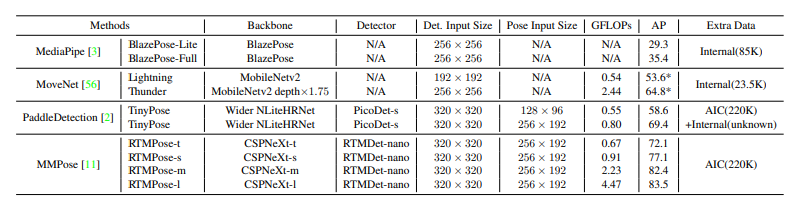 Methods Backbone Detector Det. Input Size Pose Input Size GFLOPs AP Extra Data
MediaPipe [3] BlazePose-Lite BlazePose N/A 256 × 256 N/A N/A 29.3 Internal(85K)
BlazePose-Full BlazePose N/A 256 × 256 N/A N/A 35.4
MoveNet [56] Lightning MobileNetv2 N/A 192 × 192 N/A 0.54 53.6* Internal(23.5K)
Thunder MobileNetv2 depth×1.75 N/A 256 × 256 N/A 2.44 64.8*
PaddleDetection [2] TinyPose Wider NLiteHRNet PicoDet-s 320 × 320 128 × 96 0.55 58.6 AIC(220K)
TinyPose Wider NLiteHRNet PicoDet-s 320 × 320 256 × 192 0.80 69.4 +Internal(unknown)
MMPose [11] RTMPose-t CSPNeXt-t RTMDet-nano 320 × 320 256 × 192 0.67 72.1 AIC(220K)
RTMPose-s CSPNeXt-s RTMDet-nano 320 × 320 256 × 192 0.91 77.1
RTMPose-m CSPNeXt-m RTMDet-nano 320 × 320 256 × 192 2.23 82.4
RTMPose-l CSPNeXt-l RTMDet-nano 320 × 320 256 × 192 4.47 83.5